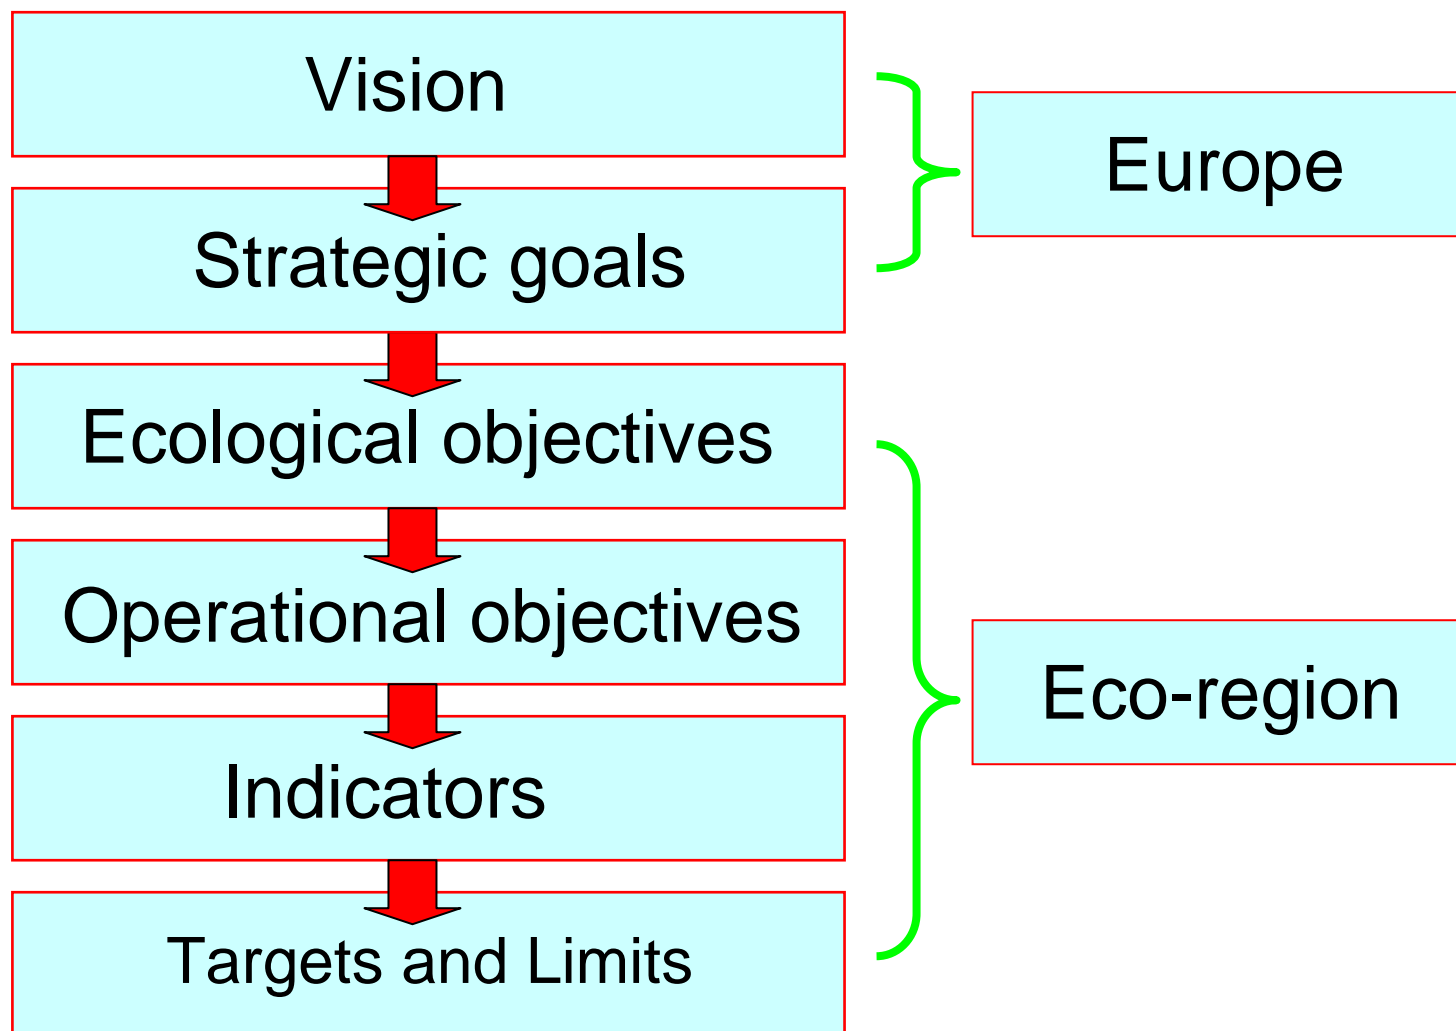 Vision
Europe
Strategic goals
Ecological objectives
Operational objectives
Eco-region
Indicators
Targets and Limits